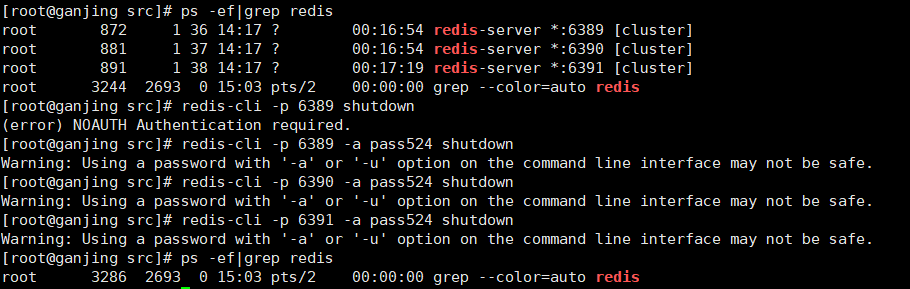 [root@ganjing src]# ps -ef|grep redis
root       872     1 36 14:17 ?        00:16:54 redis-server *:6389 [cluster]
root       881     1 37 14:17 ?        00:16:54 redis-server *:6390 [cluster]
root       891     1 38 14:17 ?        00:17:19 redis-server *:6391 [cluster]
root      3244  2693  0 15:03 pts/2    00:00:00 grep --color=auto redis
[root@ganjing src]# redis-cli -p 6389 shutdown
(error) NOAUTH Authentication required.
[root@ganjing src]# redis-cli -p 6389 -a pass524 shutdown
Warning: Using a password with '-a' or '-u' option on the command line interface may not be safe.
[root@ganjing src]# redis-cli -p 6390 -a pass524 shutdown
Warning: Using a password with '-a' or '-u' option on the command line interface may not be safe.
[root@ganjing src]# redis-cli -p 6391 -a pass524 shutdown
Warning: Using a password with '-a' or '-u' option on the command line interface may not be safe.
[root@ganjing src]# ps -ef|grep redis
root      3286  2693  0 15:03 pts/2    00:00:00 grep --color=auto redis